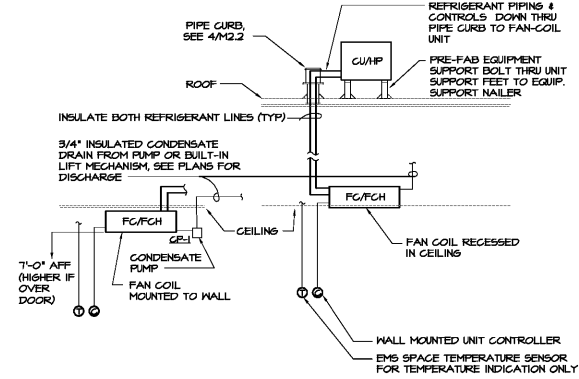 REFRIGERANT PIPING &
CONTROLS DOWN THRU
PIPE CURB TO FAN-COIL
UNIT
PIPE CURB,
SEE 4/M2.2
CU/HP
PRE-FAB EQUIPMENT
SUPPORT BOLT THRU UNIT
SUPPORT FEET TO EQUIP.
SUPPORT NAILER
ROOF
INSULATE BOTH REFRIGERANT LINES (TYP)
3/4" INSULATED CONDENSATE
DRAIN FROM PUMP OR BUILT-IN
LIFT MECHANISM, SEE PLANS FOR
DISCHARGE
FC/FCH
FC/FCH
CEILING
CP-1
CONDENSATE
PUMP
FAN COIL RECESSED
IN CEILING
7'-0" AFF
(HIGHER IF
OVER
DOOR)
FAN COIL
MOUNTED TO WALL
T
C
T
C
WALL MOUNTED UNIT CONTROLLER
EMS SPACE TEMPERATURE SENSOR
FOR TEMPERATURE INDICATION ONLY